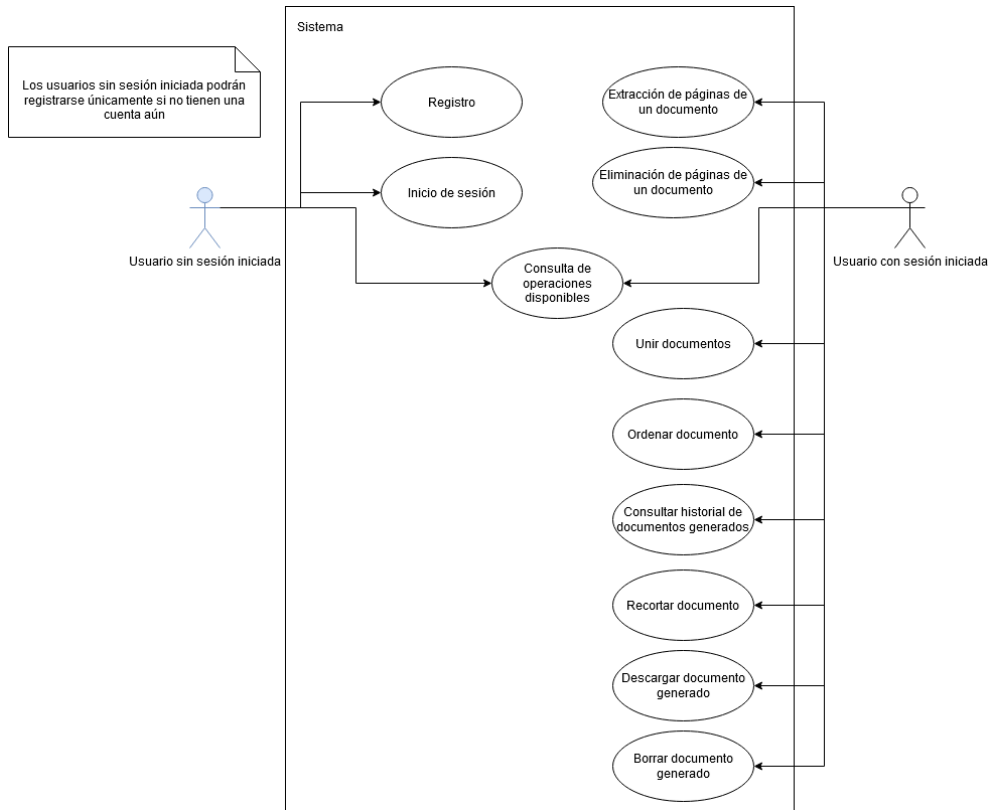 Sistema
Los usuarios sin sesión iniciada podrán
registrarse únicamente si no tienen una
cuenta aún
Registro
Extracción de páginas de
un documento
Inicio de sesión
Eliminación de páginas de
un documento
Usuario sin sesión iniciada
Usuario con sesión iniciada
Consulta de
operaciones
disponibles
Unir documentos
Ordenar documento
Consultar historial de
documentos generados
Recortar documento
Descargar documento
generado
Borrar documento
generado